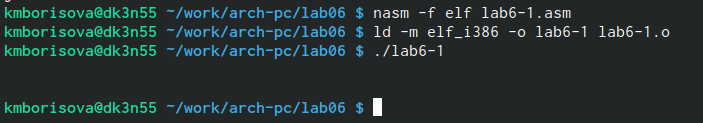 kmborisova@dk3n55 ~/work/arch-pc/lab06 $ nasm -f elf lab6-1.asm
kmborisova@dk3n55 ~/work/arch-pc/lab06 $ ld -m elf_i386 -o lab6-1 lab6-1.o
kmborisova@dk3n55 ~/work/arch-pc/lab06 $ ./lab6-1
kmborisova@dk3n55 ~/work/arch-pc/lab06 $